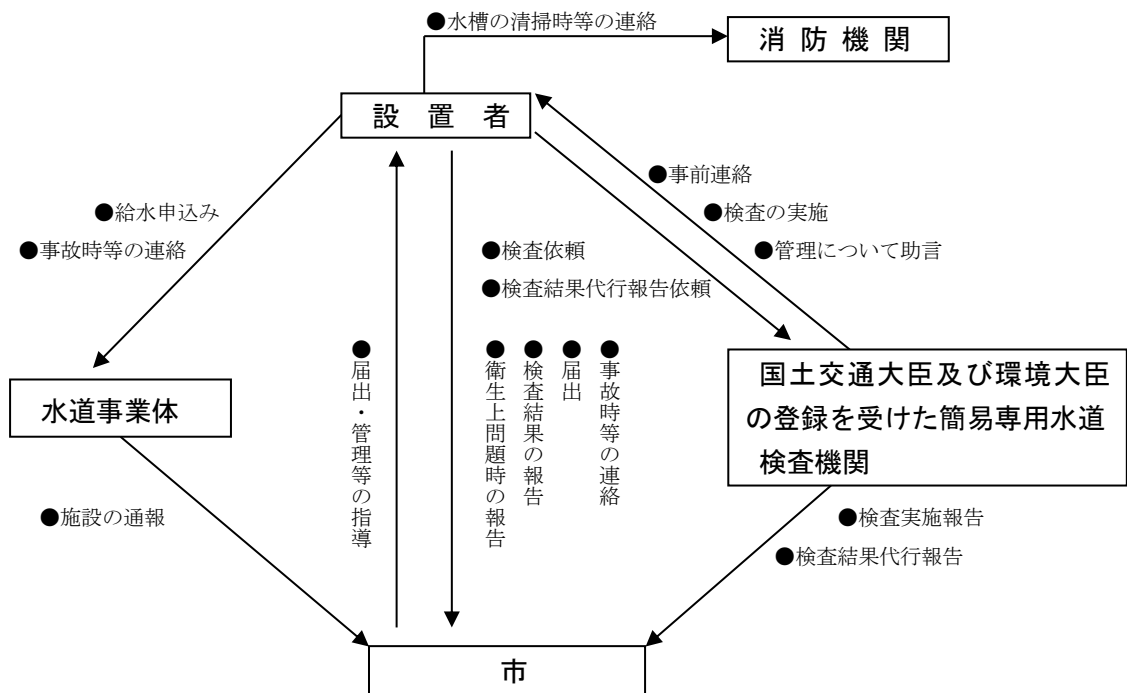 ●水槽の清掃時等の連絡
消防機関
設置者
●事前連絡
●検査の実施
●管理について助言
●給水申込み
●事故時等の連絡
●検査依頼
●検査結果代行報告依頼
●事故時等の連絡
●届出
●検査結果の報告
●衛生上問題時の報告
●届出・管理等の指導
水道事業体
国土交通大臣及び環境大臣
の登録を受けた簡易専用水道
検査機関
●施設の通報
●検査実施報告
●検査結果代行報告
市